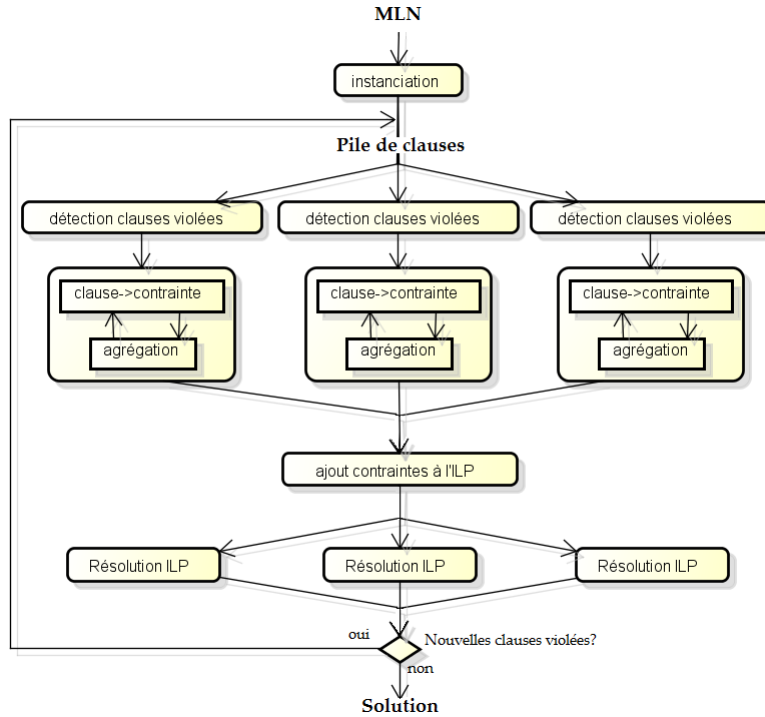 MLN
instanciation
Pile de clauses
détection clauses violées
détection clauses violées
détection clauses violées
clause->contrainte
clause->contrainte
clause->contrainte
agrégation
agrégation
agrégation
ajout contraintes à l'ILP
Résolution ILP
Résolution ILP
Résolution ILP
oui
Nouvelles clauses violées?
non
Solution